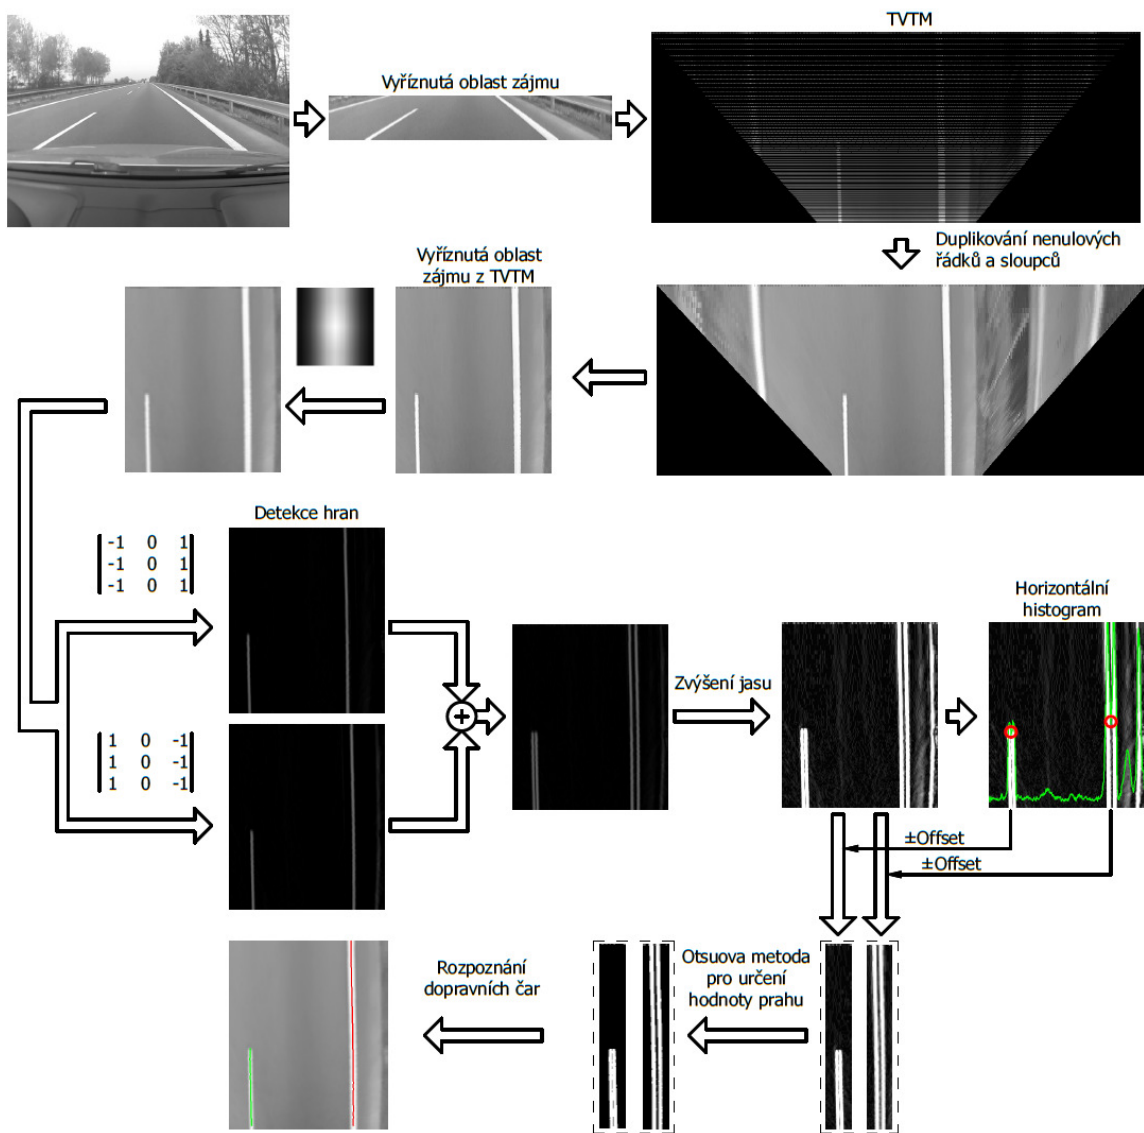 TVTM
Vyříznutá oblast zájmu
Duplikování nenulových
řádků a sloupců
Vyříznutá oblast
zájmu z TVTM
Detekce hran
-1 0 1
-1 0 1
-1 0 1
Horizontální
histogram
Zvýšení jasu
+
1 0 -1
1 0 -1
1 0 -1
±Offset
±Offset
Otsuova metoda
pro určení
hodnoty prahu
Rozpoznání
dopravních čar